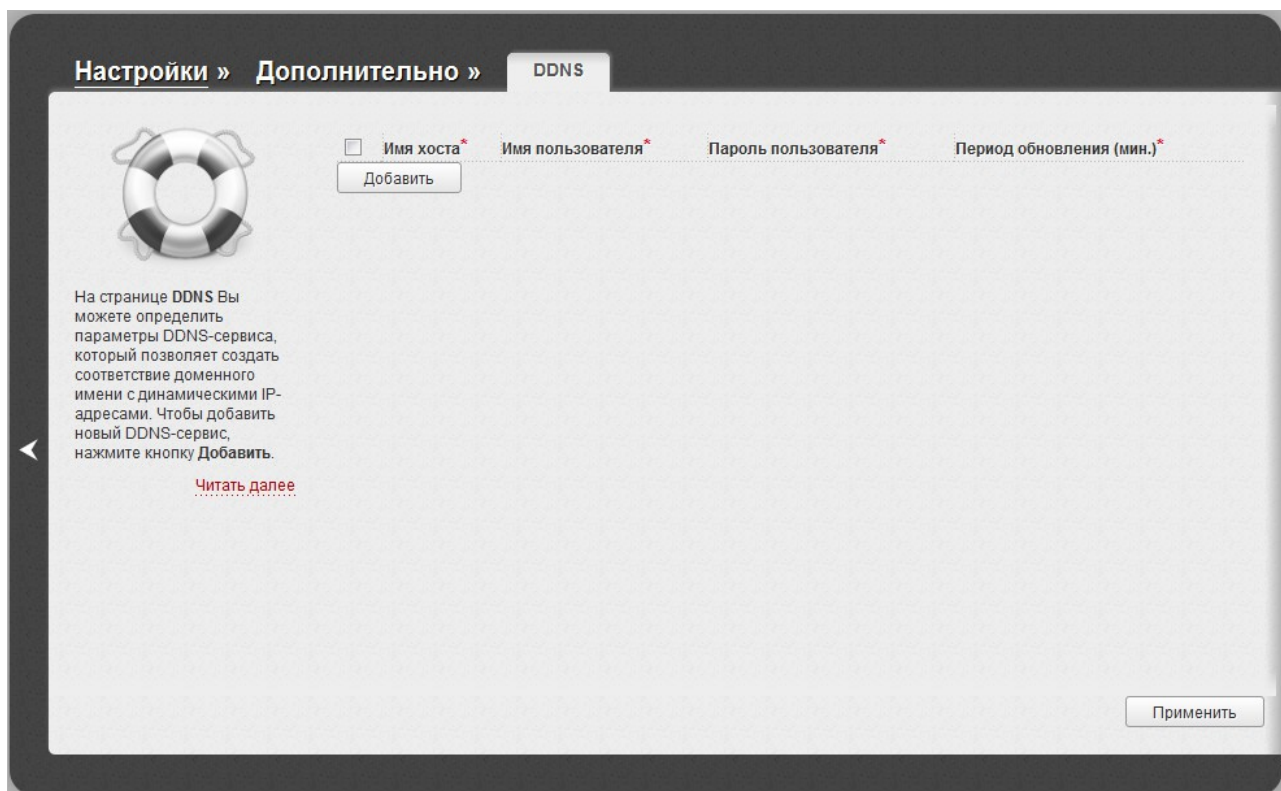 Настройки » Дополнительно » DDNS
Имя хоста* Имя пользователя* Пароль пользователя* Период обновления (мин.)*
Добавить
На странице DDNS Вы
можете определить
параметры DDNS-сервиса,
который позволяет создать
соответствие доменного
имени с динамическими IP-
адресами. Чтобы добавить
новый DDNS-сервис,
нажмите кнопку Добавить.
Читать далее
Применить